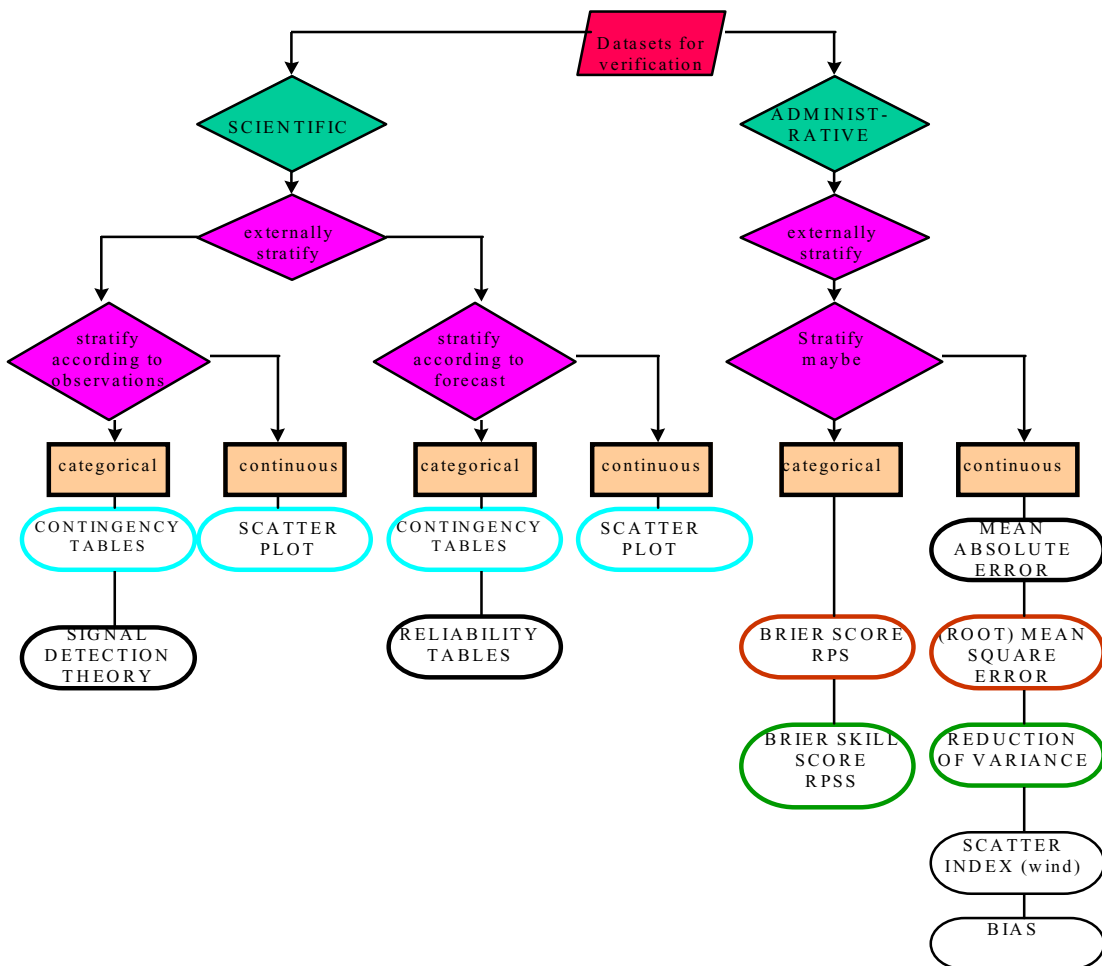 Datasets for
verification
SCIENTIFIC
ADMINIST-
RATIVE
externally
stratify
externally
stratify
stratify
according to
observations
stratify
according to
forecast
Stratify
maybe
categorical
continuous
categorical
continuous
categorical
continuous
CONTINGENCY
TABLES
SCATTER
PLOT
CONTINGENCY
TABLES
SCATTER
PLOT
MEAN
ABSOLUTE
ERROR
SIGNAL
DETECTION
THEORY
RELIABILITY
TABLES
BRIER SCORE
RPS
(ROOT) MEAN
SQUARE
ERROR
BRIER SKILL
SCORE
RPSS
REDUCTION
OF VARIANCE
SCATTER
INDEX (wind)
BIAS